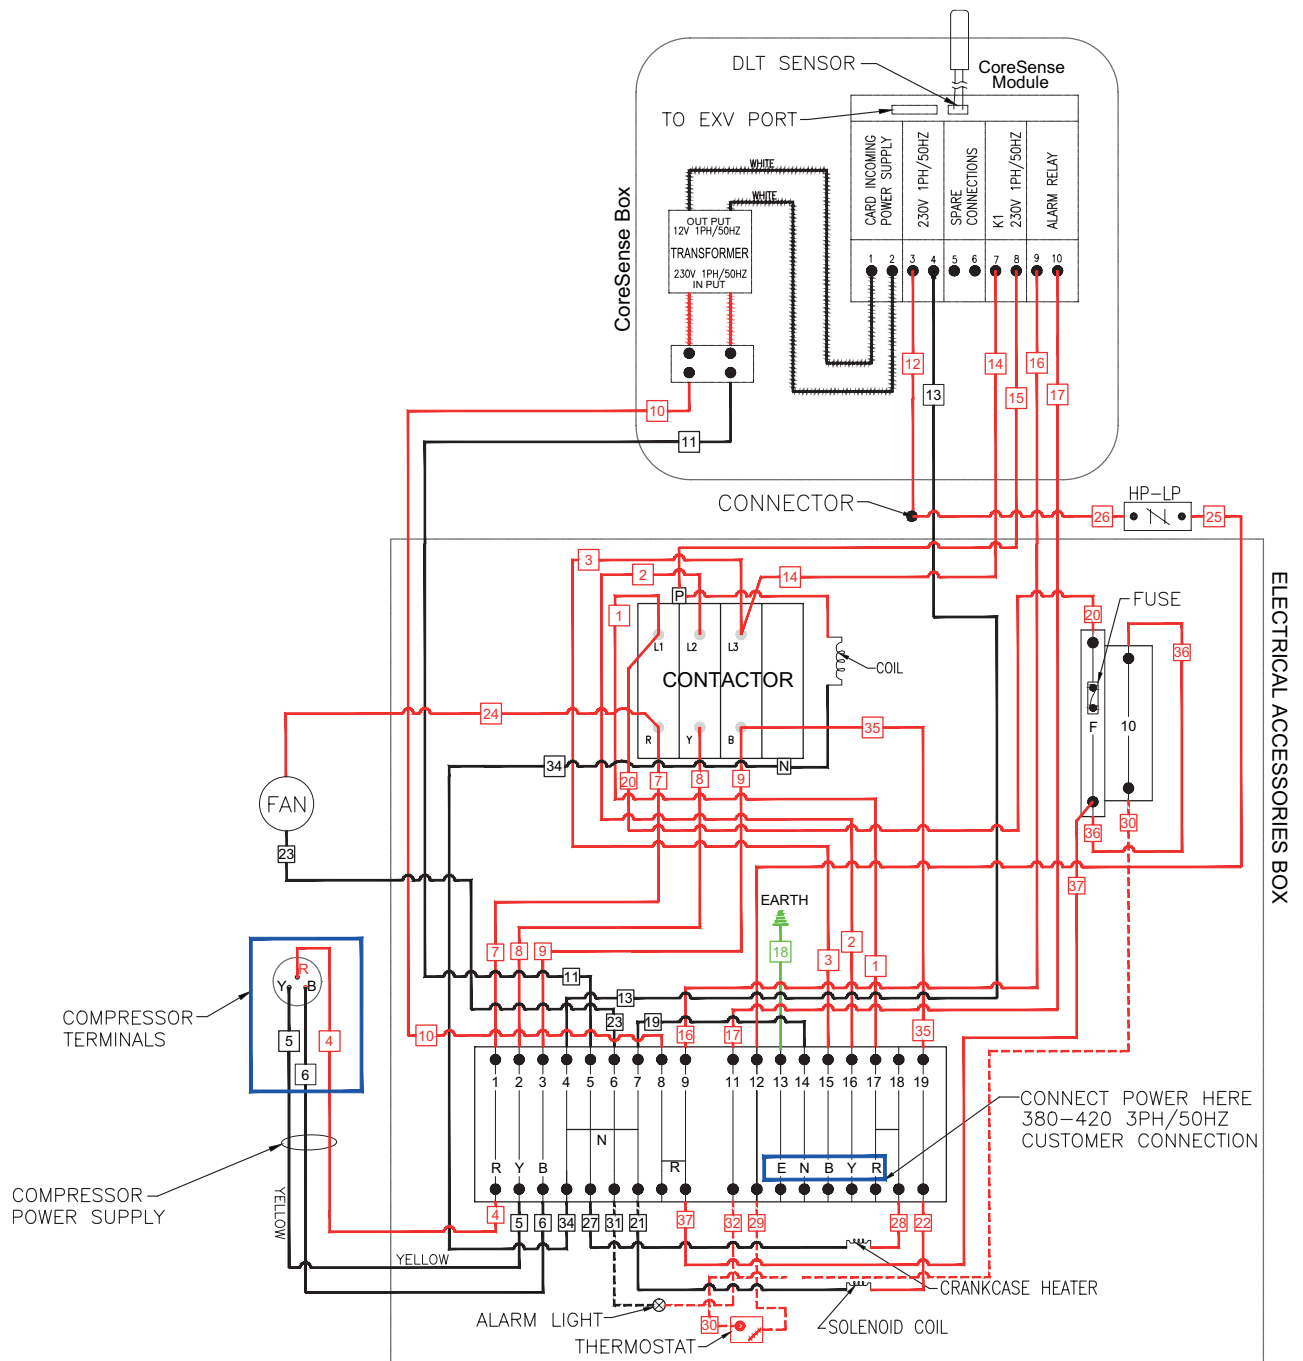 DLT SENSOR
CoreSense
Module
TO EXV PORT
CARD INCOMING
POWER SUPPLY
230V 1PH/50HZ
SPARE
CONNECTIONS
K1
230V 1PH/50HZ
ALARM RELAY
1 2 3 4 5 6 7 8 9 10
WHITE
WHITE
CoreSense Box
OUT PUT
12V 1PH/50HZ
TRANSFORMER
230V 1PH/50HZ
IN PUT
12 14 16
13 15 17
10
11
CONNECTOR
HP-LP
26 25
3
2 14
1
P
L1 L2 L3
CONTACTOR
COIL
R Y B
N
20
FUSE
36
F 10
36 30
37
ELECTRICAL ACCESSORIES BOX
24
35
34
20 7 8 9
FAN
23
EARTH
18
7 8 9
3 2 1
11
13
23 19
10
16 17 35
COMPRESSOR
TERMINALS
R
Y B
5 4
6
COMPRESSOR
POWER SUPPLY
YELLOW
YELLOW
1 2 3 4 5 6 7 8 9 11 12 13 14 15 16 17 18 19
N
R
R Y B
E N B Y R
CONNECT POWER HERE
380-420 3PH/50HZ
CUSTOMER CONNECTION
4 5 6 34 27 31 21 37 32 29 28 22
CRANKCASE HEATER
SOLENOID COIL
ALARM LIGHT
THERMOSTAT
30